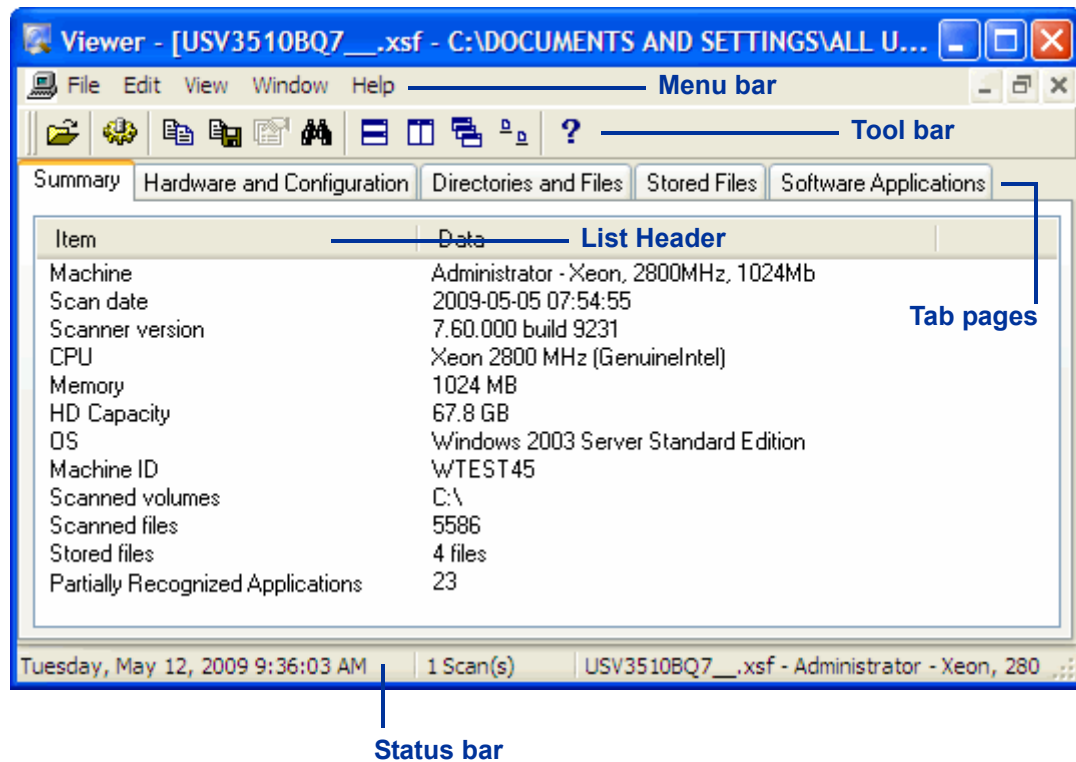 Viewer - [USV3510BQ7__.xsf - C:\DOCUMENTS AND SETTINGS\ALL U...
File Edit View Window Help Menu bar
? Tool bar
Summary Hardware and Configuration Directories and Files Stored Files Software Applications
Item Data List Header
Machine Administrator - Xeon, 2800MHz, 1024Mb
Scan date 2009-05-05 07:54:55
Tab pages
Scanner version 7.60.000 build 9231
CPU Xeon 2800 MHz (GenuineIntel)
Memory 1024 MB
HD Capacity 67.8 GB
OS Windows 2003 Server Standard Edition
Machine ID WTEST45
Scanned volumes C:\
Scanned files 5586
Stored files 4 files
Partially Recognized Applications 23
Tuesday, May 12, 2009 9:36:03 AM 1 Scan(s) USV3510BQ7__.xsf - Administrator - Xeon, 280
Status bar